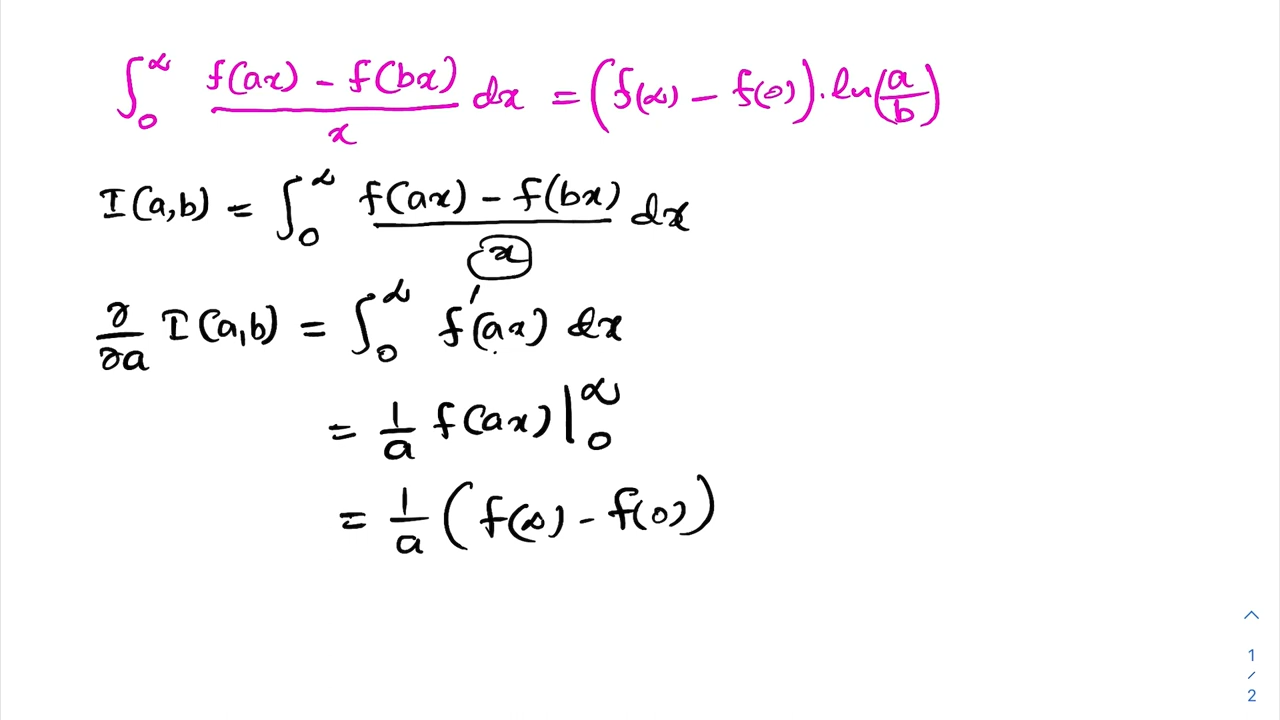 ∫₀^∞ (f(ax) - f(bx))/x dx = (f(∞) - f(0)).ln(a/b)
I(a,b) = ∫₀^∞ (f(ax) - f(bx))/x dx
∂/∂a I(a,b) = ∫₀^∞ f'(ax) dx
= 1/a f(ax) |₀^∞
= 1/a (f(∞) - f(0))
1
/
2